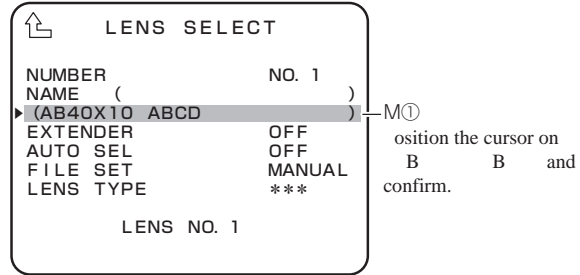 LENS SELECT
NUMBER NO. 1
NAME ( )
(AB40X10 ABCD )
EXTENDER OFF
AUTO SEL OFF
FILE SET MANUAL
LENS TYPE ***
LENS NO. 1
M①
osition the cursor on
B B and
confirm.